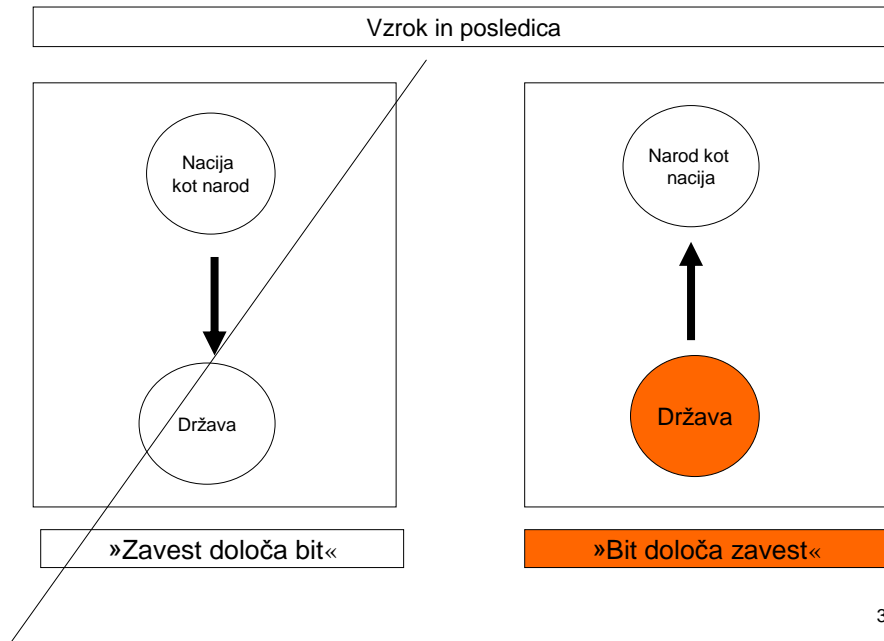 Vzrok in posledica
Nacija
kot narod
Država
»Zavest določa bit«
Narod kot
nacija
Država
»Bit določa zavest«
3